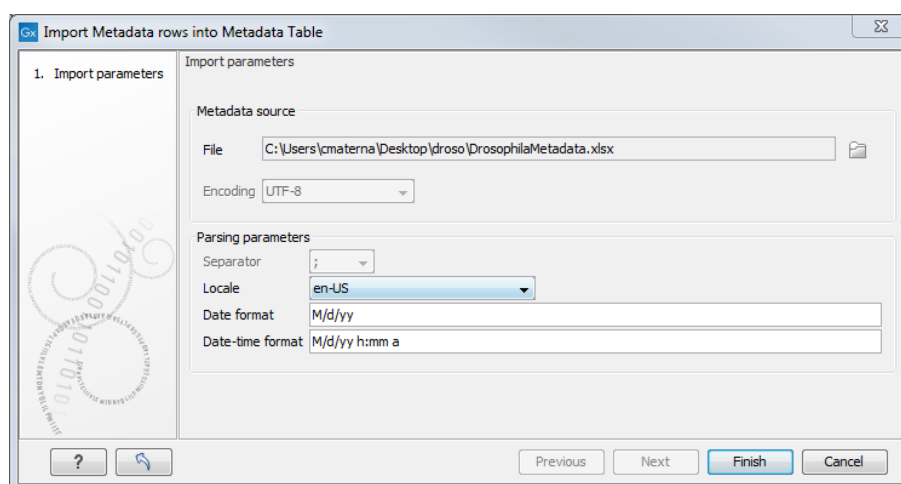 Gx Import Metadata rows into Metadata Table
1. Import parameters
Import parameters
Metadata source
File C:\Users\cmaterna\Desktop\droso\DrosophilaMetadata.xlsx
Encoding UTF-8
Parsing parameters
Separator ;
Locale en-US
Date format M/d/yy
Date-time format M/d/yy h:mm a
? Previous Next Finish Cancel